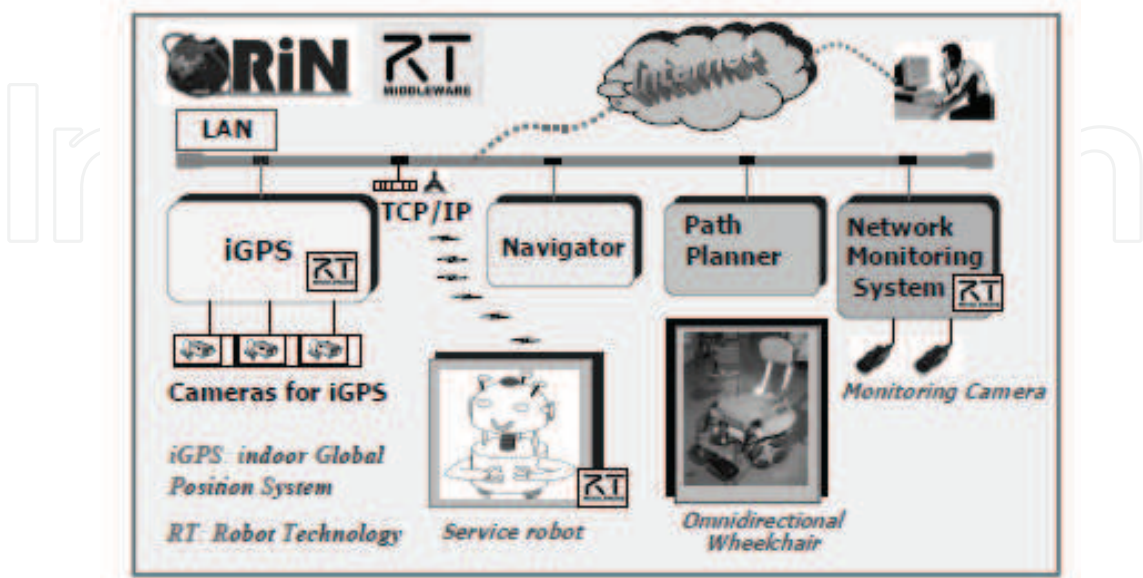 ORiN
RT
MIDDLEWARE
Internet
LAN
TCP/IP
iGPS
RT
Navigator
Path
Planner
Network
Monitoring
System
RT
Cameras for iGPS
Monitoring Camera
iGPS: indoor Global
Position System
RT: Robot Technology
RT
Service robot
Omnidirectional
Wheelchair